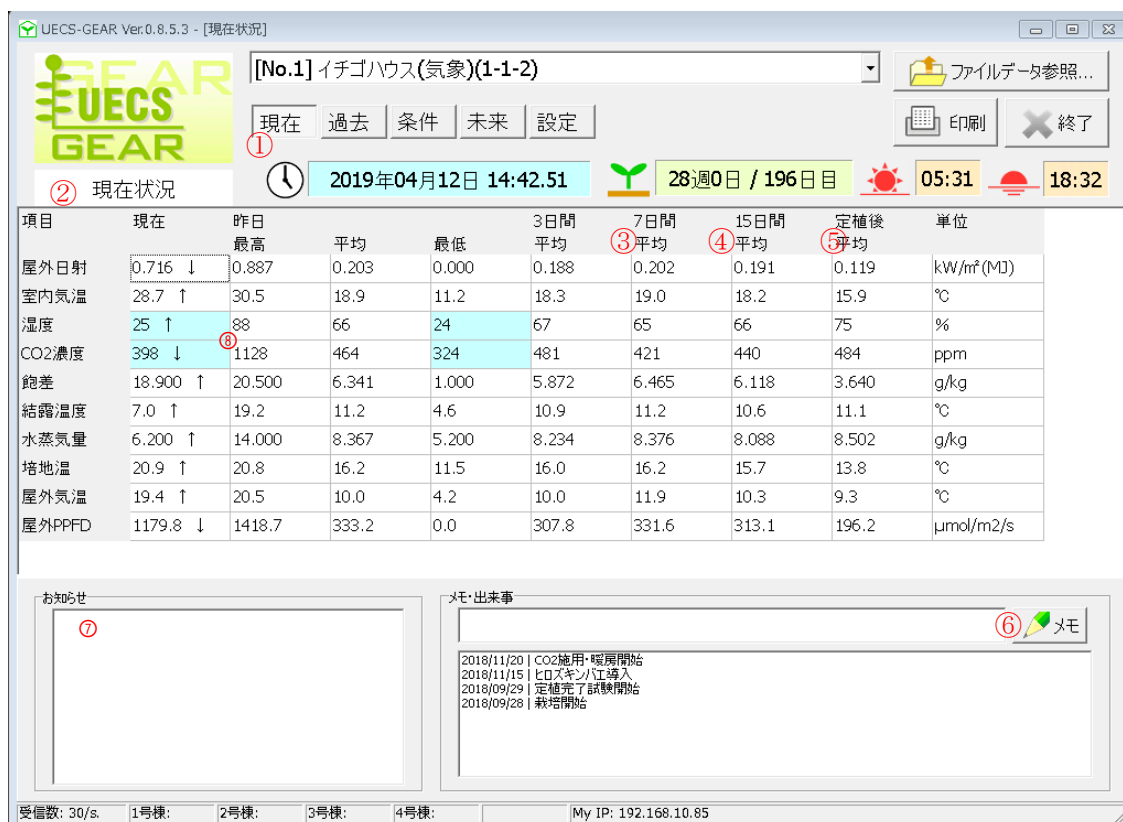 UECS-GEAR Ver.0.8.5.3 - [現在状況]
GEAR
UECS
GEAR
[No.1] イチゴハウス(気象)(1-1-2)
ファイルデータ参照...
現在 過去 条件 未来 設定
①
印刷 終了
② 現在状況
2019年04月12日 14:42.51 28週0日 / 196日目 05:31 18:32
項目 現在 昨日 3日間 7日間 15日間 定植後 単位
最高 平均 最低 平均 ③平均 ④平均 ⑤平均
屋外日射 0.716 ↓ 0.887 0.203 0.000 0.188 0.202 0.191 0.119 kW/㎡(MJ)
室内気温 28.7 ↑ 30.5 18.9 11.2 18.3 19.0 18.2 15.9 ℃
湿度 25 ↑ 88 66 24 67 65 66 75 %
⑧
CO2濃度 398 ↓ 1128 464 324 481 421 440 484 ppm
飽差 18.900 ↑ 20.500 6.341 1.000 5.872 6.465 6.118 3.640 g/kg
結露温度 7.0 ↑ 19.2 11.2 4.6 10.9 11.2 10.6 11.1 ℃
水蒸気量 6.200 ↑ 14.000 8.367 5.200 8.234 8.376 8.088 8.502 g/kg
培地温 20.9 ↑ 20.8 16.2 11.5 16.0 16.2 15.7 13.8 ℃
屋外気温 19.4 ↑ 20.5 10.0 4.2 10.0 11.9 10.3 9.3 ℃
屋外PPFD 1179.8 ↓ 1418.7 333.2 0.0 307.8 331.6 313.1 196.2 μmol/m2/s
お知らせ
⑦
メモ・出来事
⑥ メモ
2018/11/20 | CO2施用・暖房開始
2018/11/15 | ヒロズキンバエ導入
2018/09/29 | 定植完了試験開始
2018/09/28 | 栽培開始
受信数: 30/s. 1号棟: 2号棟: 3号棟: 4号棟: My IP: 192.168.10.85